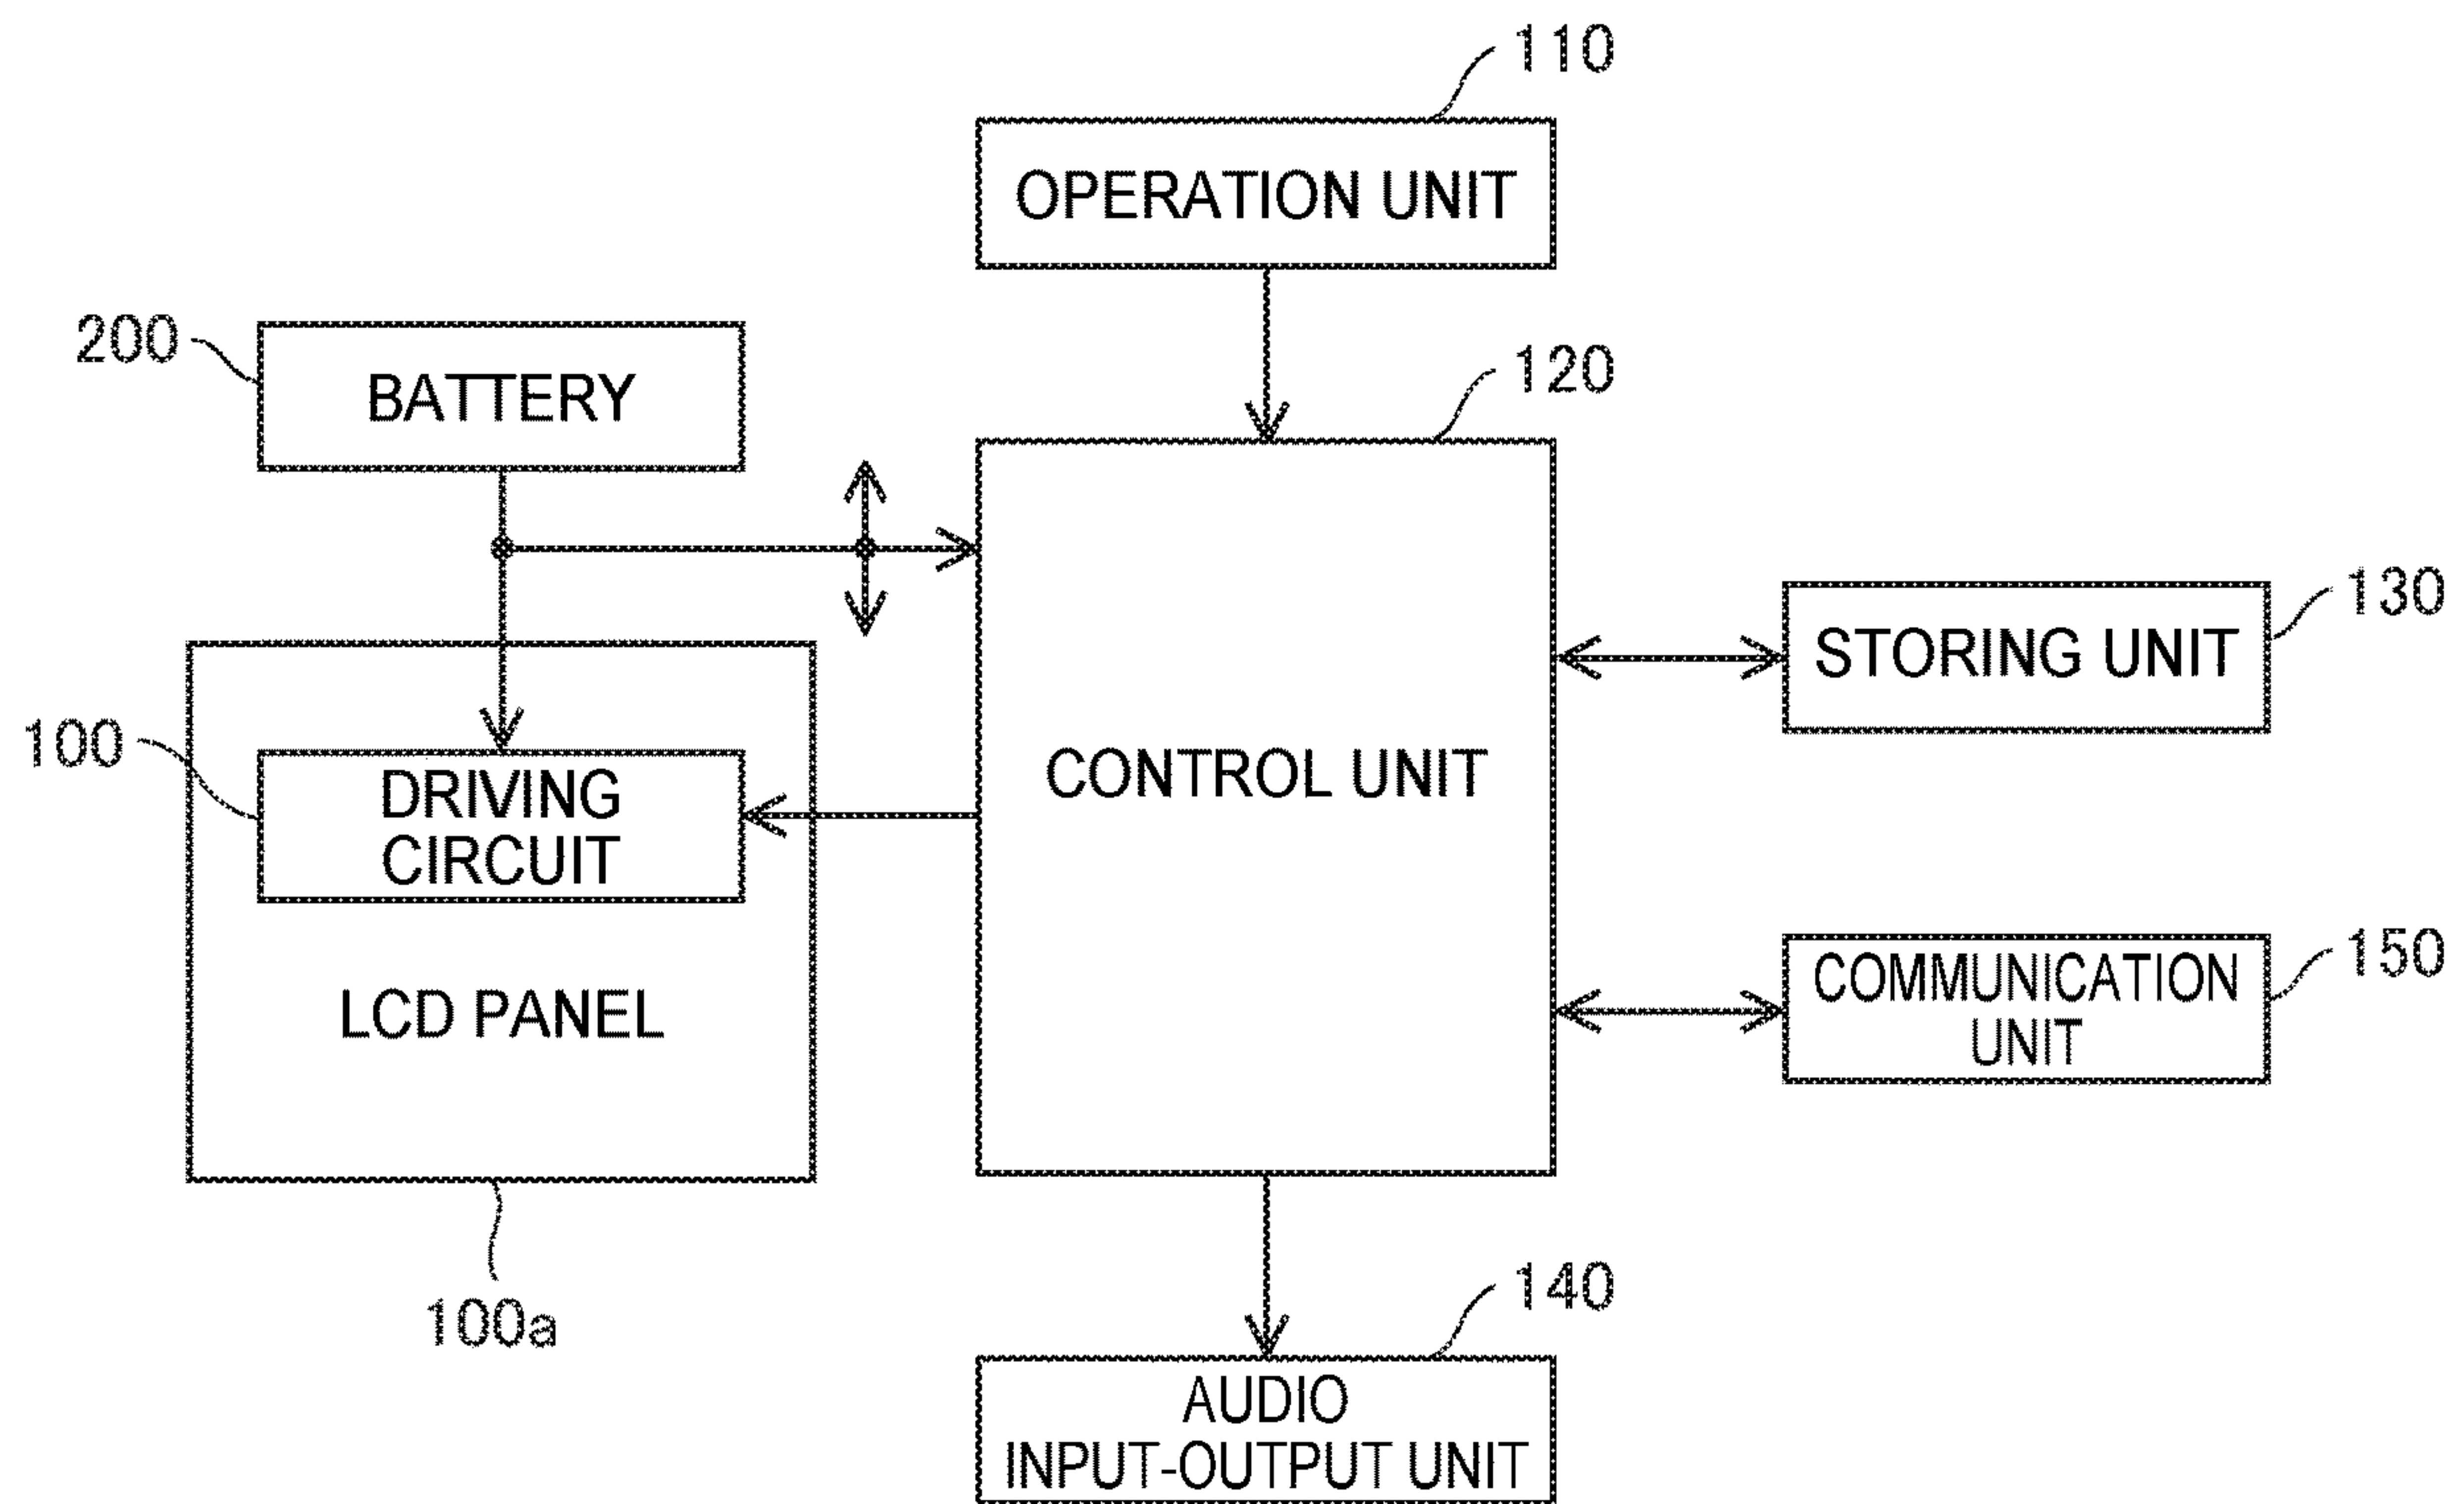 110
OPERATION UNIT
200
BATTERY
120
CONTROL UNIT
130
STORING UNIT
100
DRIVING
CIRCUIT
LCD PANEL
100a
150
COMMUNICATION
UNIT
140
AUDIO
INPUT-OUTPUT UNIT